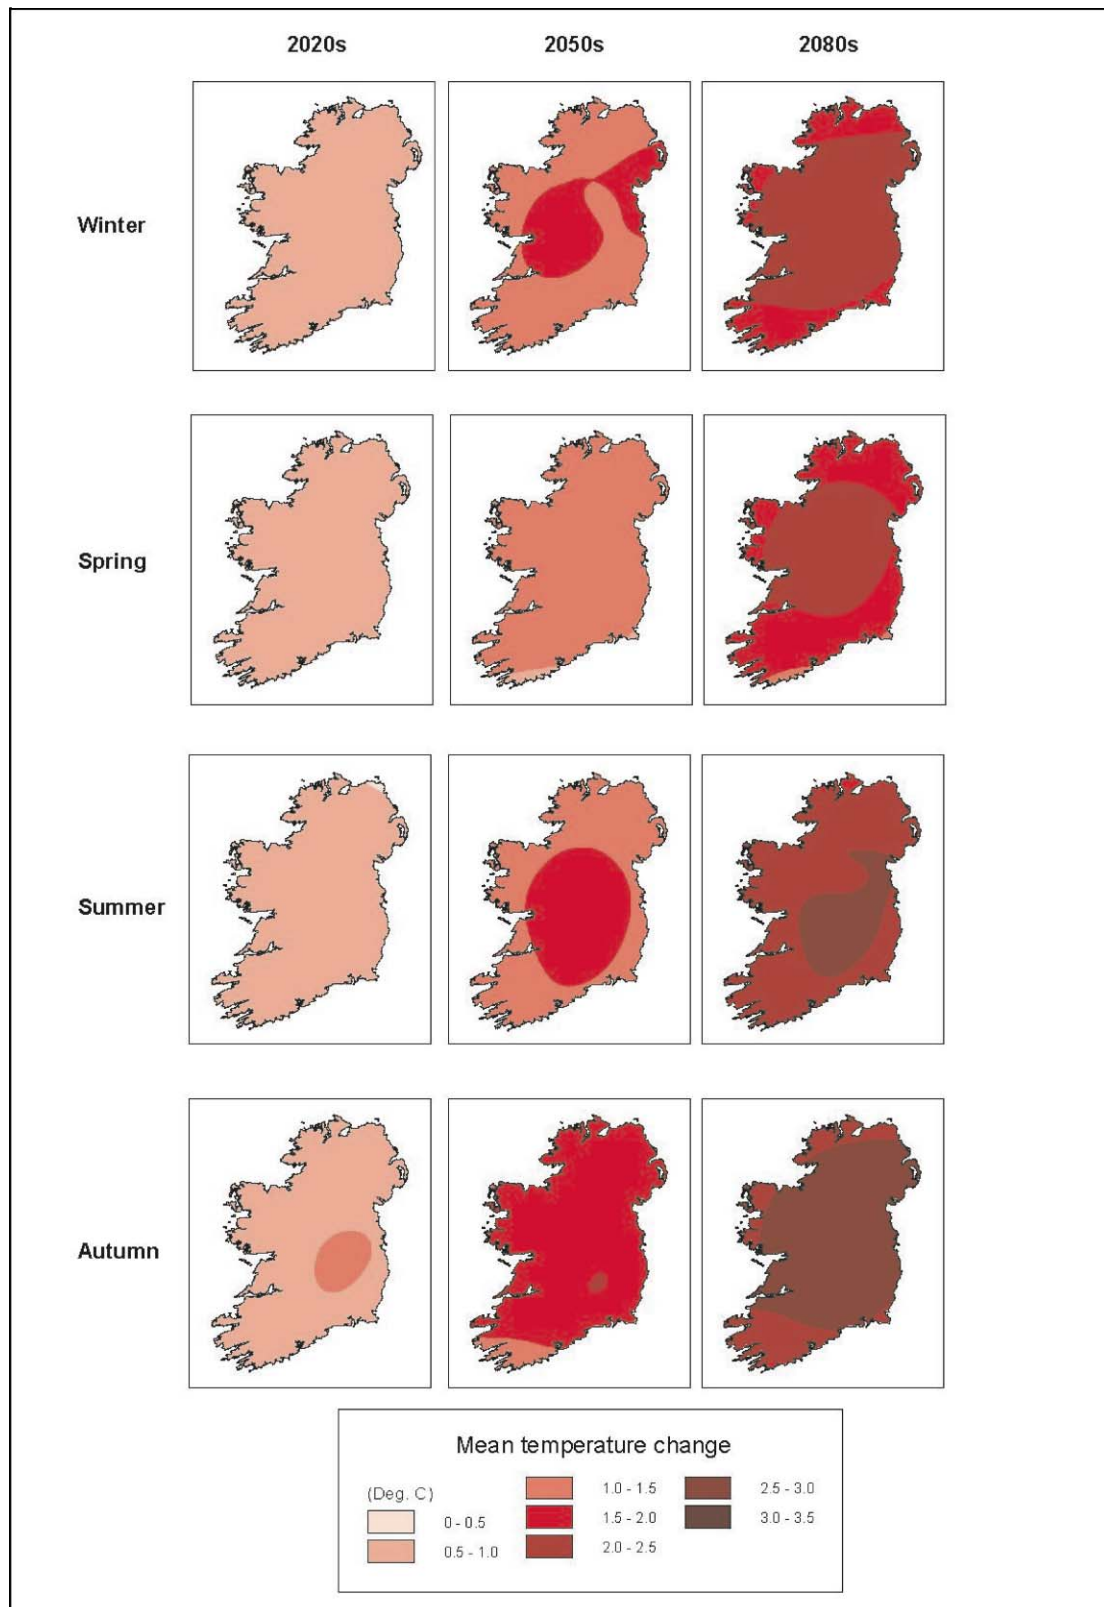 2020s 2050s 2080s
Winter
Spring
Summer
Autumn
Mean temperature change
(Deg. C)
0 - 0.5
0.5 - 1.0
1.0 - 1.5
1.5 - 2.0
2.0 - 2.5
2.5 - 3.0
3.0 - 3.5